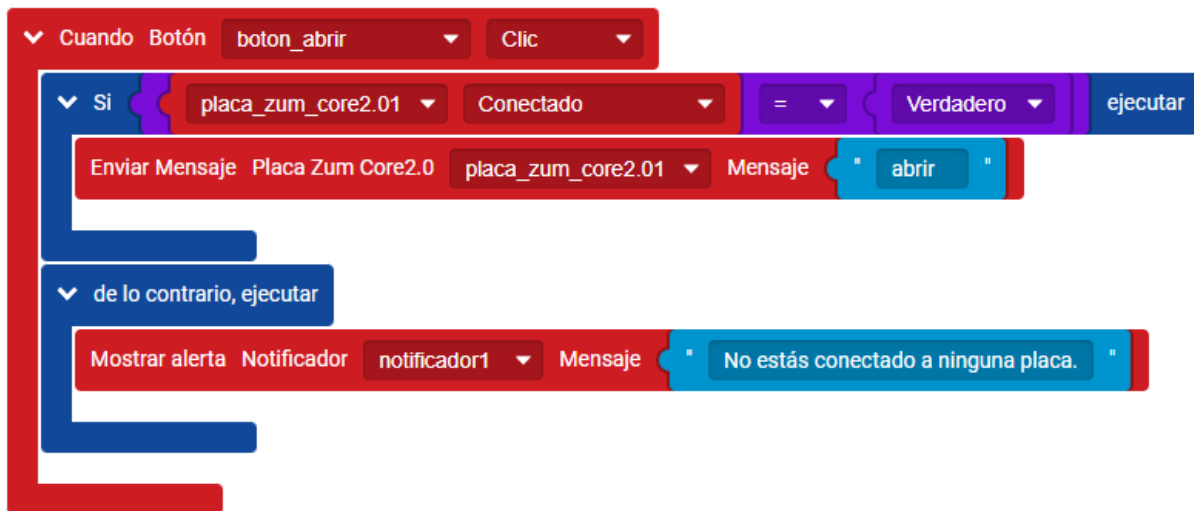 Cuando Botón boton_abrir Clic
Si placa_zum_core2.01 Conectado = Verdadero ejecutar
Enviar Mensaje Placa Zum Core2.0 placa_zum_core2.01 Mensaje " abrir "
de lo contrario, ejecutar
Mostrar alerta Notificador notificador1 Mensaje " No estás conectado a ninguna placa. "